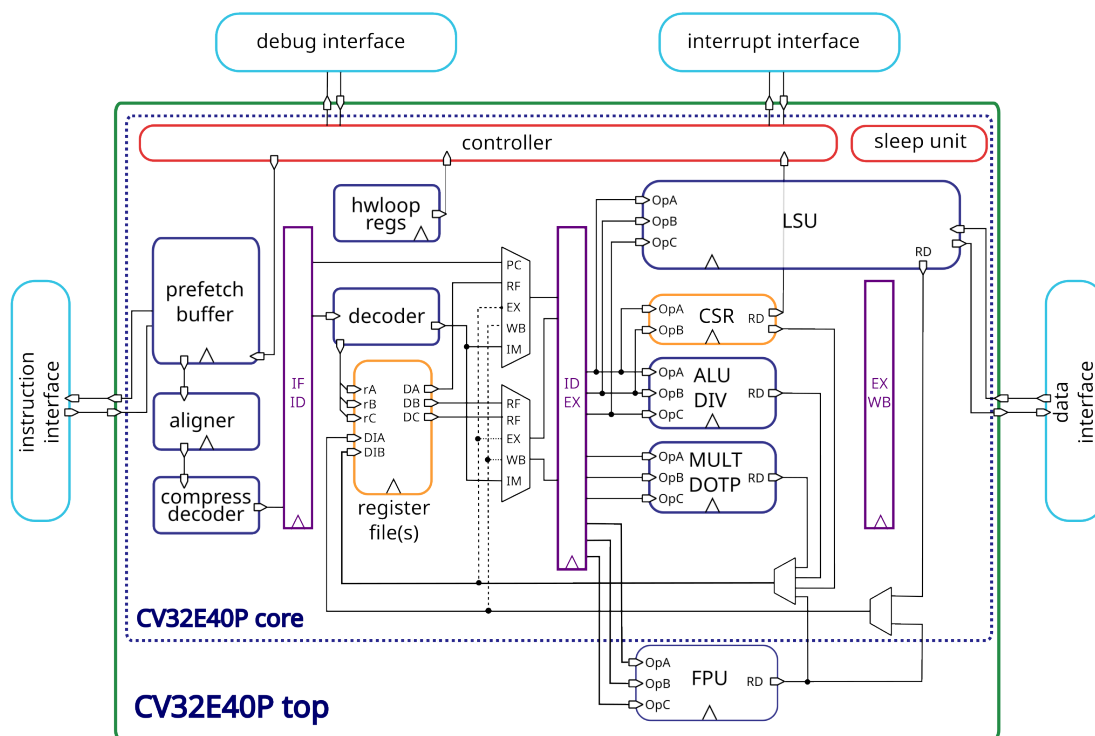 debug interface
interrupt interface
controller
sleep unit
hwloop
regs
OpA
OpB
OpC
LSU
RD
prefetch
buffer
decoder
PC
RF
EX
WB
IM
OpA
OpB
CSR
RD
instruction
interface
IF
ID
rA
rB
rC
DIA
DIB
DA
DB
DC
RF
RF
EX
WB
IM
ID
EX
OpA
OpB
OpC
ALU
DIV
RD
EX
WB
data
interface
aligner
OpA
OpB
OpC
MULT
DOTP
RD
compress
decoder
register
file(s)
CV32E40P core
OpA
OpB
OpC
FPU
RD
CV32E40P top